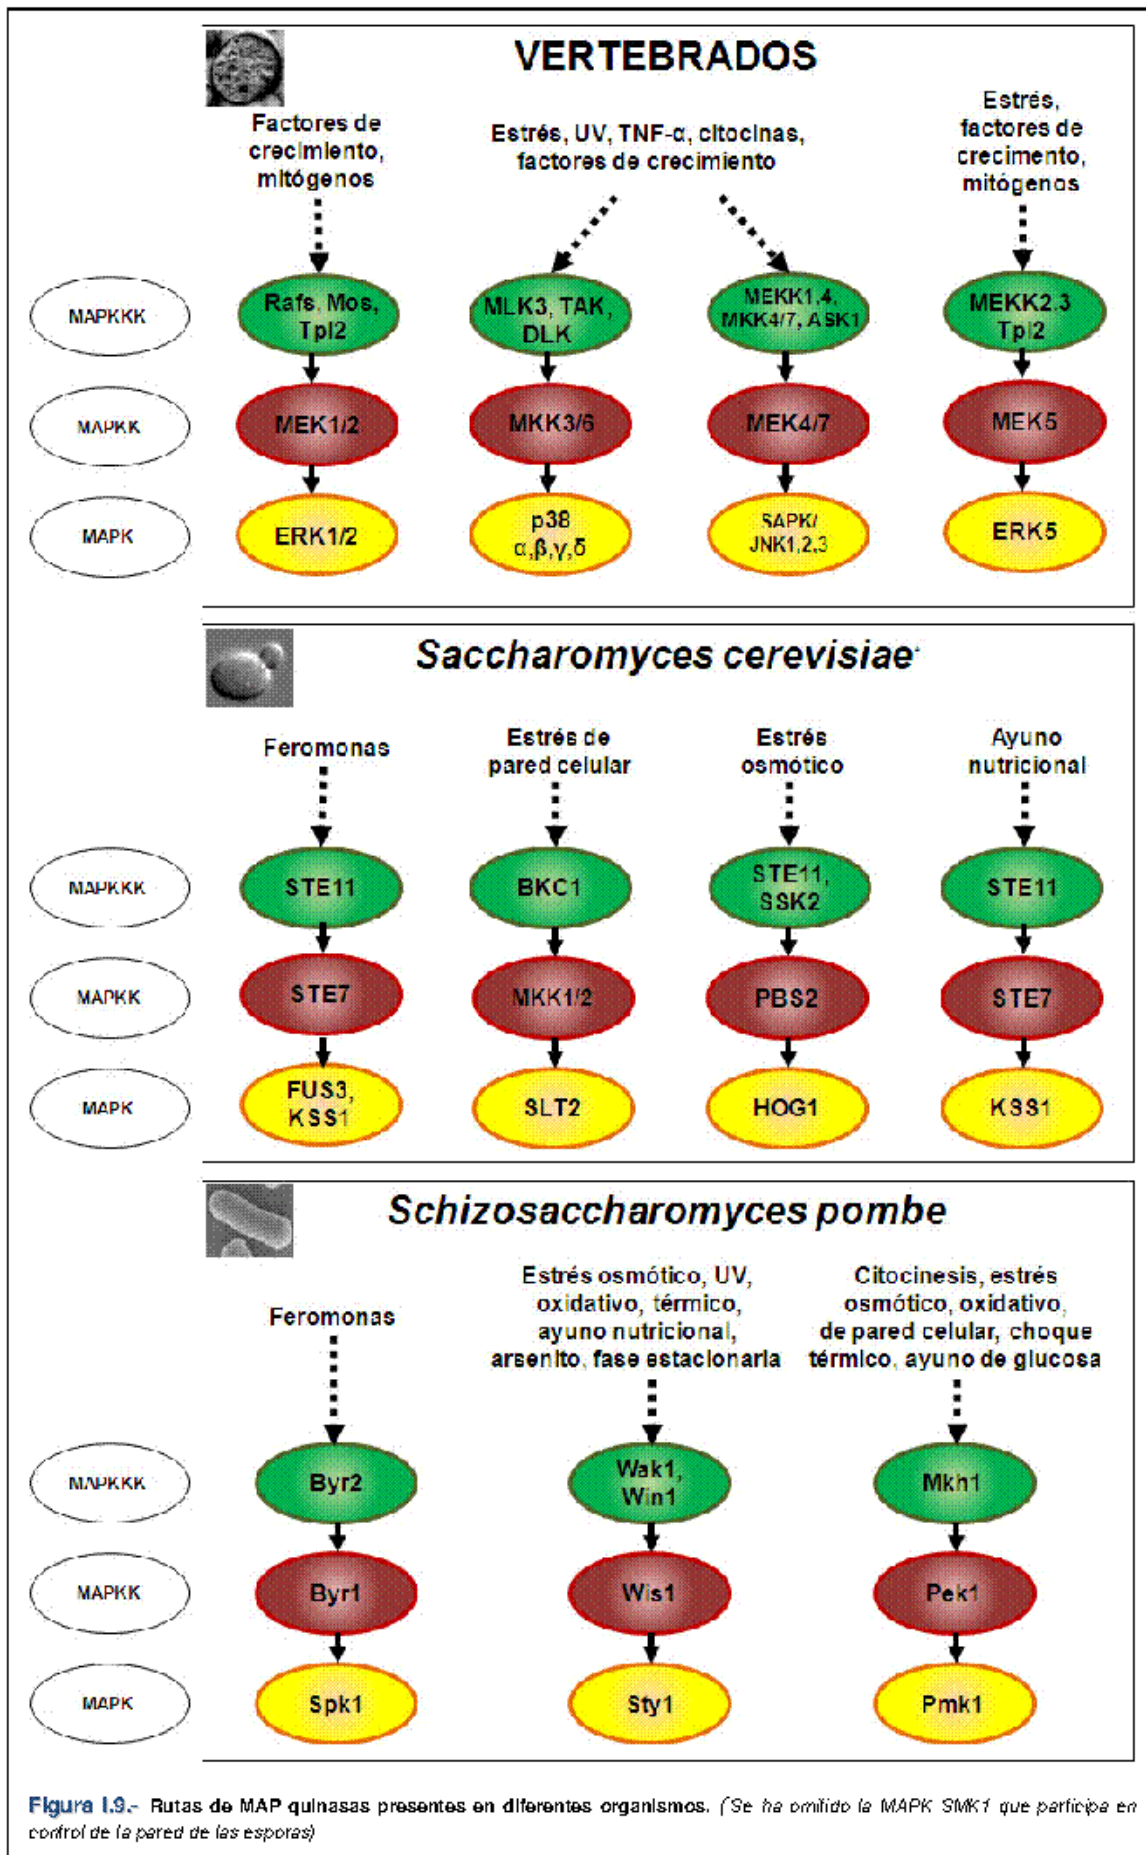 VERTEBRADOS
Factores de
crecimiento,
mitógenos
Estrés, UV, TNF-α, citocinas,
factores de crecimiento
Estrés,
factores de
crecimento,
mitógenos
MAPKKK
Rafs, Mos,
Tpl2
MLK3, TAK,
DLK
MEKK1,4,
MKK4/7, ASK1
MEKK2,3
Tpl2
MAPKK
MEK1/2
MKK3/6
MEK4/7
MEK5
MAPK
ERK1/2
p38
α,β,γ,δ
SAPK/
JNK1,2,3
ERK5
Saccharomyces cerevisiae*
Feromonas
Estrés de
pared celular
Estrés
osmótico
Ayuno
nutricional
MAPKKK
STE11
BKC1
STE11,
SSK2
STE11
MAPKK
STE7
MKK1/2
PBS2
STE7
MAPK
FUS3,
KSS1
SLT2
HOG1
KSS1
Schizosaccharomyces pombe
Feromonas
Estrés osmótico, UV,
oxidativo, térmico,
ayuno nutricional,
arsenito, fase estacionaria
Citocinesis, estrés
osmótico, oxidativo,
de pared celular, choque
térmico, ayuno de glucosa
MAPKKK
Byr2
Wak1,
Win1
Mkh1
MAPKK
Byr1
Wis1
Pek1
MAPK
Spk1
Sty1
Pmk1
Figura I.9.- Rutas de MAP quinasas presentes en diferentes organismos. (Se ha omitido la MAPK SMK1 que participa en
control de la pared de las esporas)